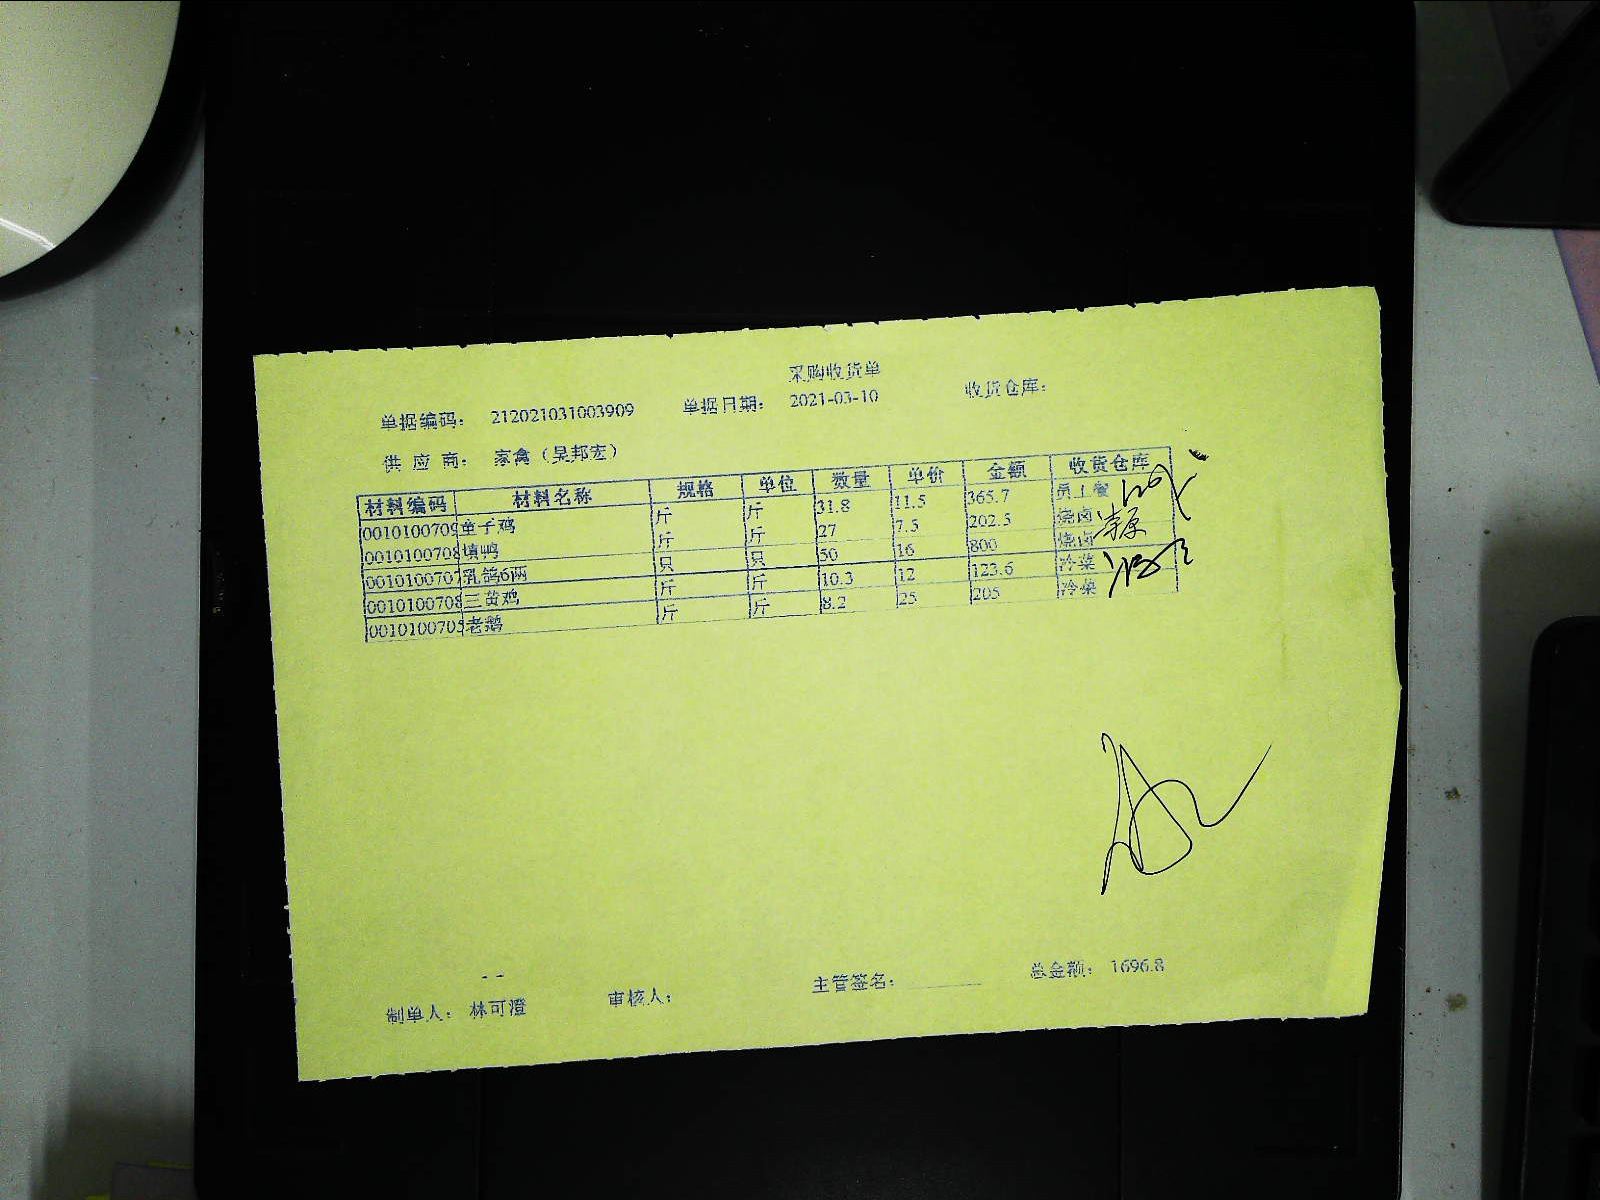 采购收货单
单据编码： 212021031003909 单据日期： 2021-03-10 收货仓库：
供 应 商： 家禽（吴邦宏）
材料编码 材料名称 规格 单位 数量 单价 金额 收货仓库
0010100709 童子鸡 斤 斤 31.8 11.5 365.7 员工餐
0010100708 填鸭 斤 斤 27 7.5 202.5 烧卤
0010100707 乳鸽6两 只 只 50 16 800 烧卤
0010100708 三黄鸡 斤 斤 10.3 12 123.6 冷菜
0010100705 老鹅 斤 斤 8.2 25 205 冷菜
- -
制单人： 林可澄 审核人： 主管签名： 总金额： 1696.8